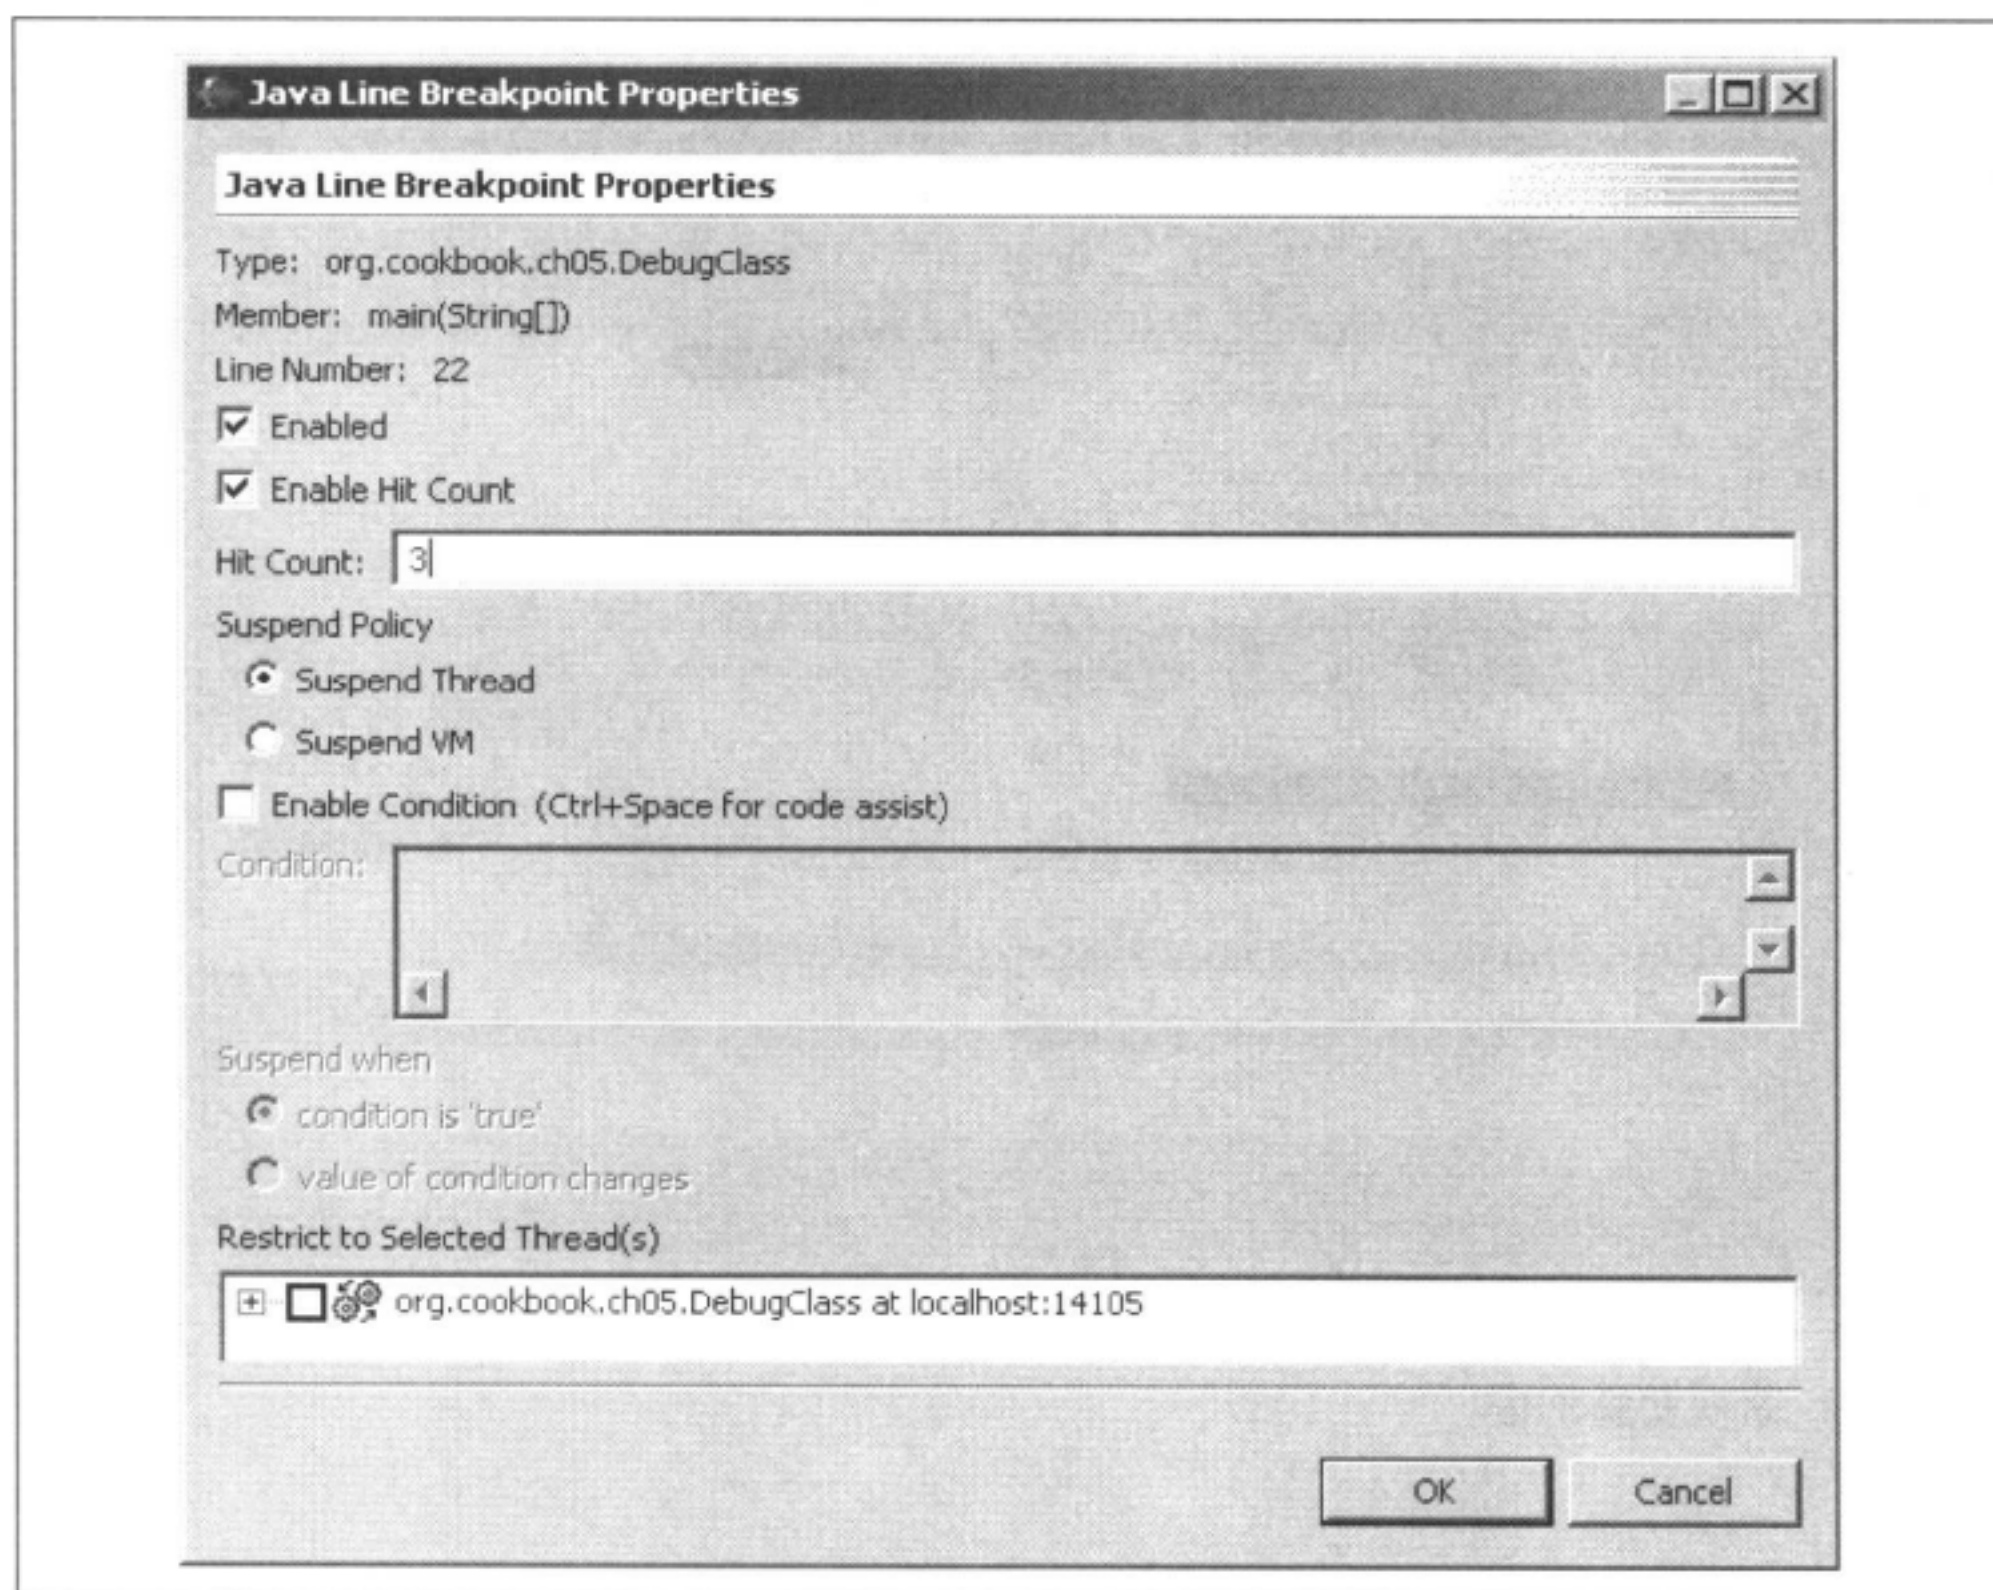 Java Line Breakpoint Properties
Java Line Breakpoint Properties
Type: org.cookbook.ch05.DebugClass
Member: main(String[])
Line Number: 22
Enabled
Enable Hit Count
Hit Count: 3
Suspend Policy
Suspend Thread
Suspend VM
Enable Condition (Ctrl+Space for code assist)
Condition:
Suspend when
condition is 'true'
value of condition changes
Restrict to Selected Thread(s)
org.cookbook.ch05.DebugClass at localhost:14105
OK Cancel